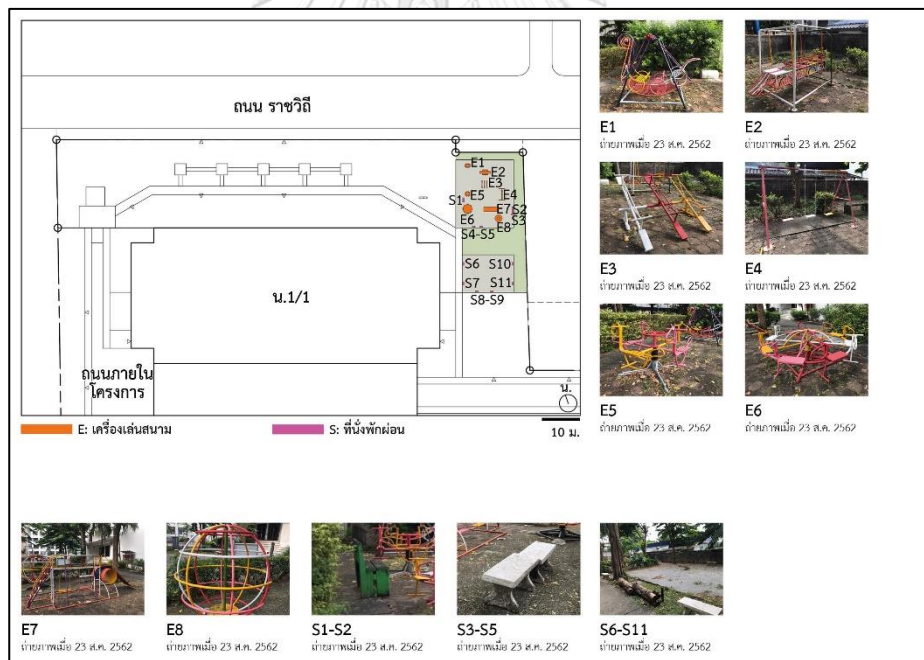 ถนน ราชวิถี
E1
E2
E3
E5
E4
S1
E7
S2
E6
S3
E8
S4-S5
S6
S10
น.1/1
S7
S11
S8-S9
ถนนภายใน
โครงการ
น.
E: เครื่องเล่นสนาม
S: ที่นั่งพักผ่อน
10 ม.
E1
ถ่ายภาพเมื่อ 23 ส.ค. 2562
E2
ถ่ายภาพเมื่อ 23 ส.ค. 2562
E3
ถ่ายภาพเมื่อ 23 ส.ค. 2562
E4
ถ่ายภาพเมื่อ 23 ส.ค. 2562
E5
ถ่ายภาพเมื่อ 23 ส.ค. 2562
E6
ถ่ายภาพเมื่อ 23 ส.ค. 2562
E7
ถ่ายภาพเมื่อ 23 ส.ค. 2562
E8
ถ่ายภาพเมื่อ 23 ส.ค. 2562
S1-S2
ถ่ายภาพเมื่อ 23 ส.ค. 2562
S3-S5
ถ่ายภาพเมื่อ 23 ส.ค. 2562
S6-S11
ถ่ายภาพเมื่อ 23 ส.ค. 2562